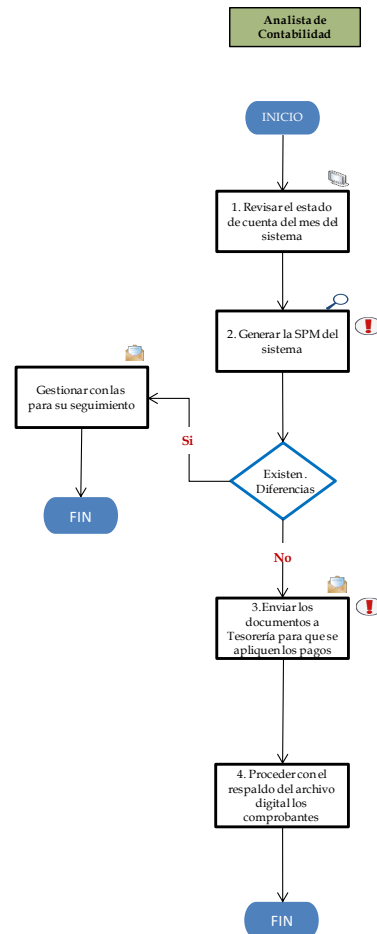 Analista de
Contabilidad
INICIO
1. Revisar el estado
de cuenta del mes del
sistema
2. Generar la SPM del
sistema
Gestionar con las
para su seguimiento
Si
FIN
Existen .
Diferencias
No
3.Enviar los
documentos a
Tesorería para que se
apliquen los pagos
4. Proceder con el
respaldo del archivo
digital los
comprobantes
FIN